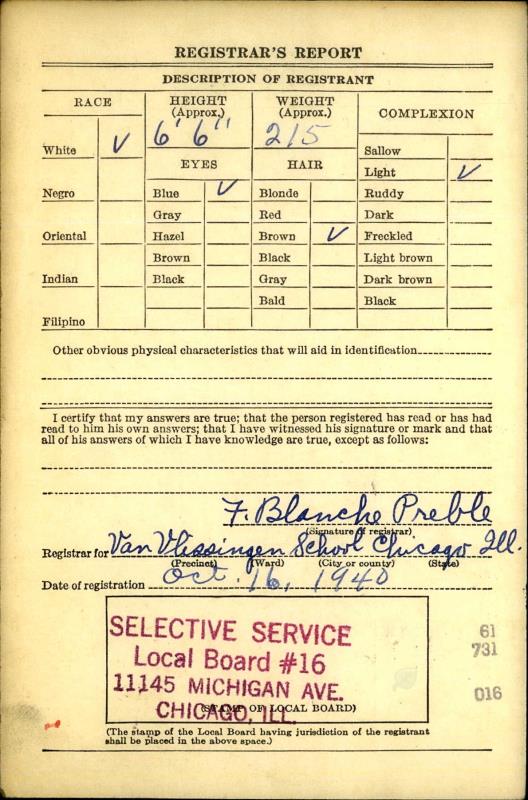 REGISTRAR'S REPORT
DESCRIPTION OF REGISTRANT
RACE
HEIGHT (Approx.)
WEIGHT (Approx.)
COMPLEXION
6' 6"
215
White ✓
EYES
HAIR
Sallow
Light ✓
Negro
Blue ✓
Blonde
Ruddy
Gray
Red
Dark
Oriental
Hazel
Brown ✓
Freckled
Brown
Black
Light brown
Indian
Black
Gray
Dark brown
Bald
Black
Filipino
Other obvious physical characteristics that will aid in identification
I certify that my answers are true; that the person registered has read or has had
read to him his own answers; that I have witnessed his signature or mark and that
all of his answers of which I have knowledge are true, except as follows:
F. Blanche Preble
(Signature of registrar)
Registrar for Van Vlissingen School Chicago Ill.
(Precinct) (Ward) (City or county) (State)
Date of registration Oct. 16, 1940
SELECTIVE SERVICE
Local Board #16
11145 MICHIGAN AVE.
CHICAGO, ILL.
(STAMP OF LOCAL BOARD)
61
731
016
(The stamp of the Local Board having jurisdiction of the registrant
shall be placed in the above space.)